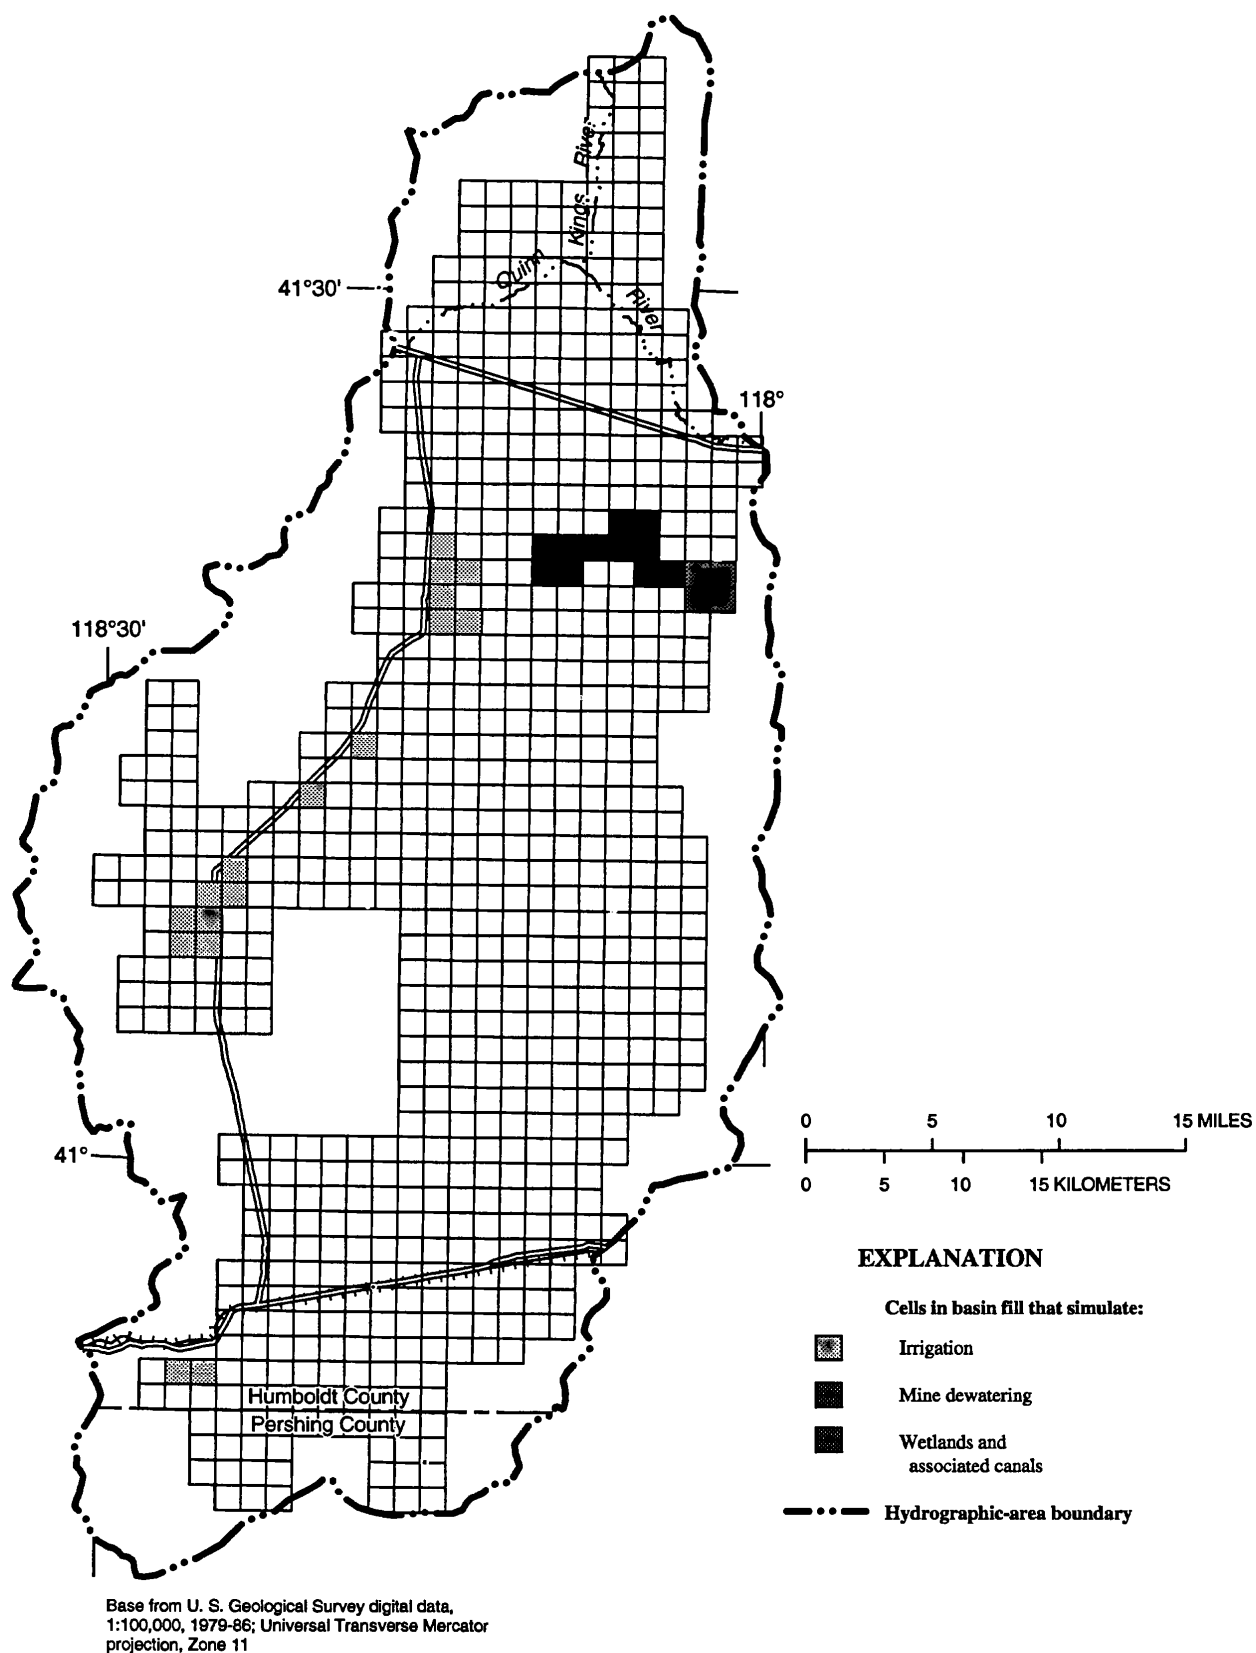 Kings River
Quinn River
41°30'
118°
118°30'
0 5 10 15 MILES
41°
0 5 10 15 KILOMETERS
EXPLANATION
Cells in basin fill that simulate:
Irrigation
Mine dewatering
Wetlands and
associated canals
Hydrographic-area boundary
Humboldt County
Pershing County
Base from U. S. Geological Survey digital data,
1:100,000, 1979-86; Universal Transverse Mercator
projection, Zone 11